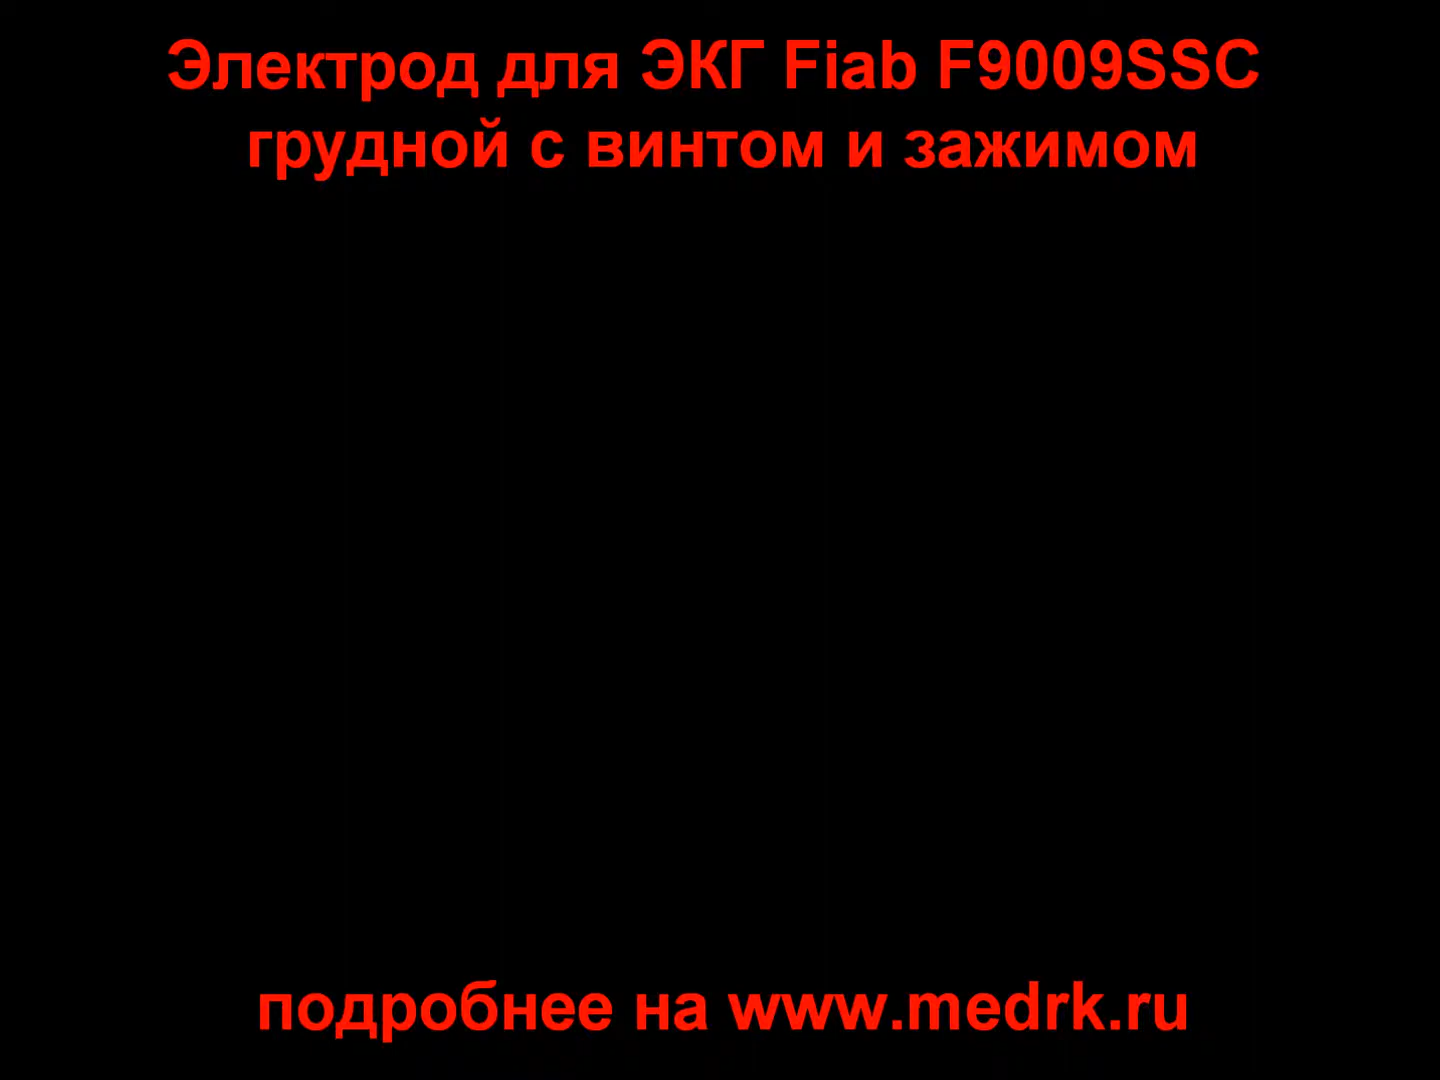 Электрод для ЭКГ Fiab F9009SSC
грудной с винтом и зажимом
подробнее на www.medrk.ru